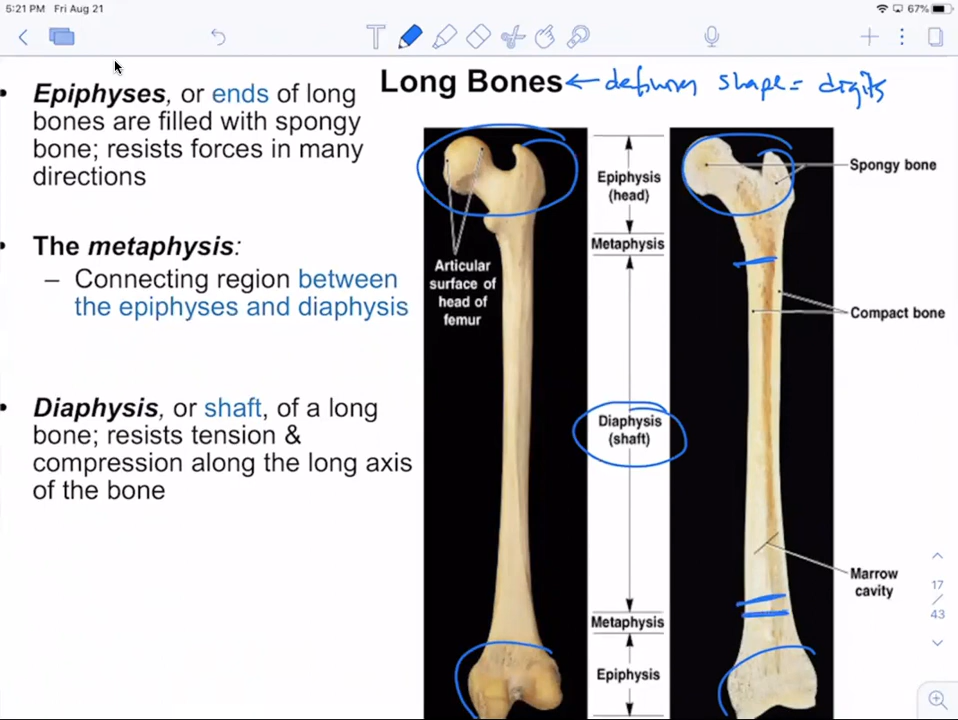 5:21 PM Fri Aug 21
67%
Long Bones ← defining shape = digits
• Epiphyses, or ends of long
bones are filled with spongy
bone; resists forces in many
directions
• The metaphysis:
– Connecting region between
the epiphyses and diaphysis
• Diaphysis, or shaft, of a long
bone; resists tension &
compression along the long axis
of the bone
Articular
surface of
head of
femur
Epiphysis
(head)
Metaphysis
Diaphysis
(shaft)
Metaphysis
Epiphysis
Spongy bone
Compact bone
Marrow
cavity
17
/
43